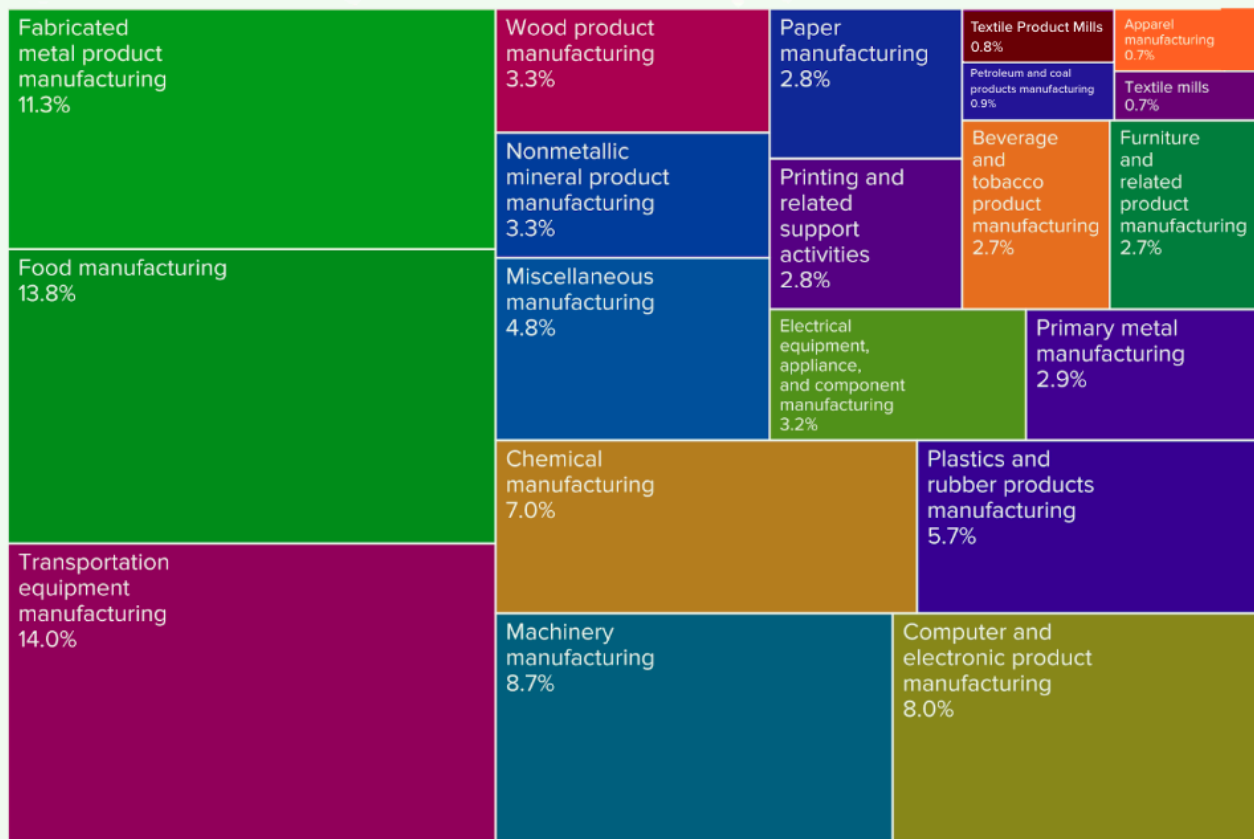 Fabricated
metal product
manufacturing
11.3%
Food manufacturing
13.8%
Transportation
equipment
manufacturing
14.0%
Wood product
manufacturing
3.3%
Nonmetallic
mineral product
manufacturing
3.3%
Miscellaneous
manufacturing
4.8%
Paper
manufacturing
2.8%
Printing and
related
support
activities
2.8%
Textile Product Mills
0.8%
Petroleum and coal
products manufacturing
0.9%
Apparel
manufacturing
0.7%
Textile mills
0.7%
Beverage
and
tobacco
product
manufacturing
2.7%
Furniture
and
related
product
manufacturing
2.7%
Electrical
equipment,
appliance,
and component
manufacturing
3.2%
Primary metal
manufacturing
2.9%
Chemical
manufacturing
7.0%
Plastics and
rubber products
manufacturing
5.7%
Machinery
manufacturing
8.7%
Computer and
electronic product
manufacturing
8.0%